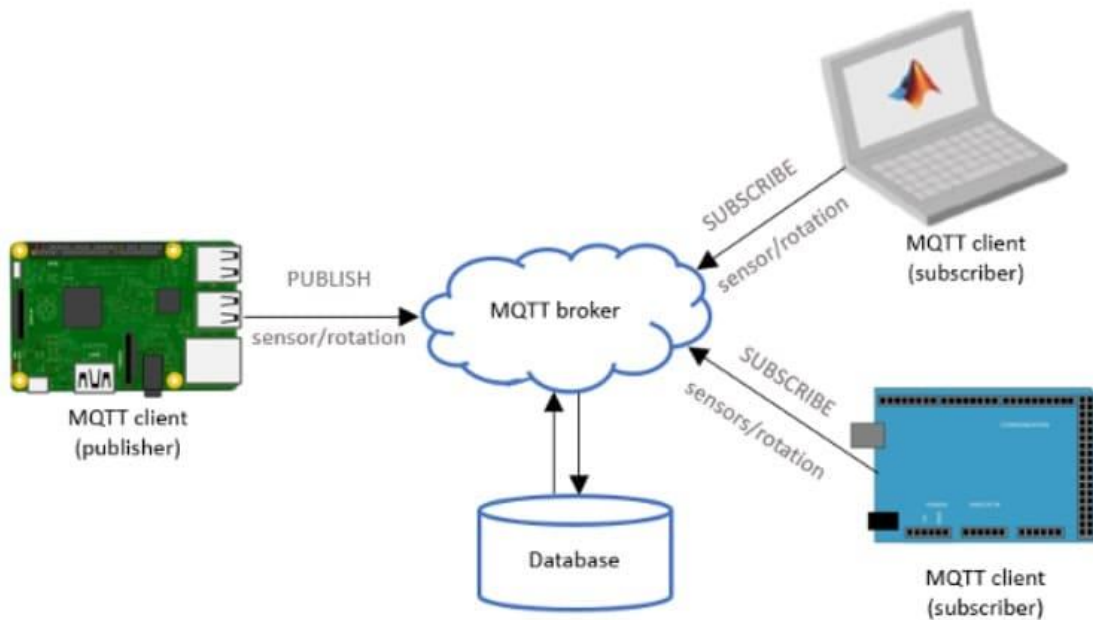 PUBLISH
sensor/rotation
MQTT client
(publisher)
MQTT broker
Database
SUBSCRIBE
sensor/rotation
MQTT client
(subscriber)
SUBSCRIBE
sensors/rotation
MQTT client
(subscriber)